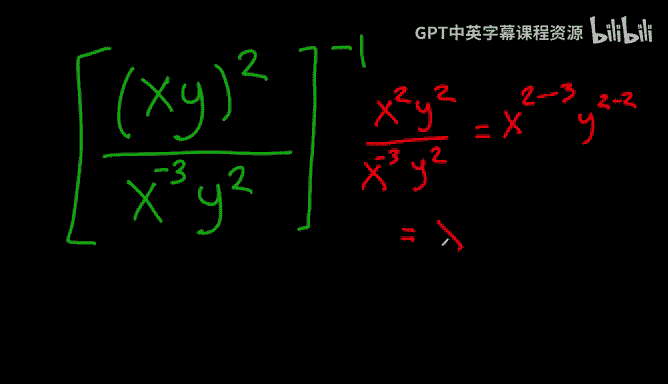 GPT中英字幕课程资源 bilibili
[(xy)^2 / x^-3 y^2]^-1
x^2 y^2 / x^-3 y^2 = x^2--3 y^2-2
=